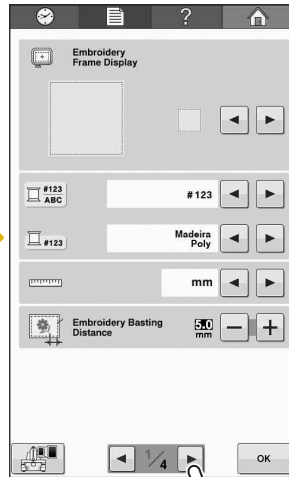 ?
Embroidery
Frame Display
#123
ABC
#123
#123
Madeira
Poly
mm
Embroidery Basting
Distance
5.0
mm
1/4
OK